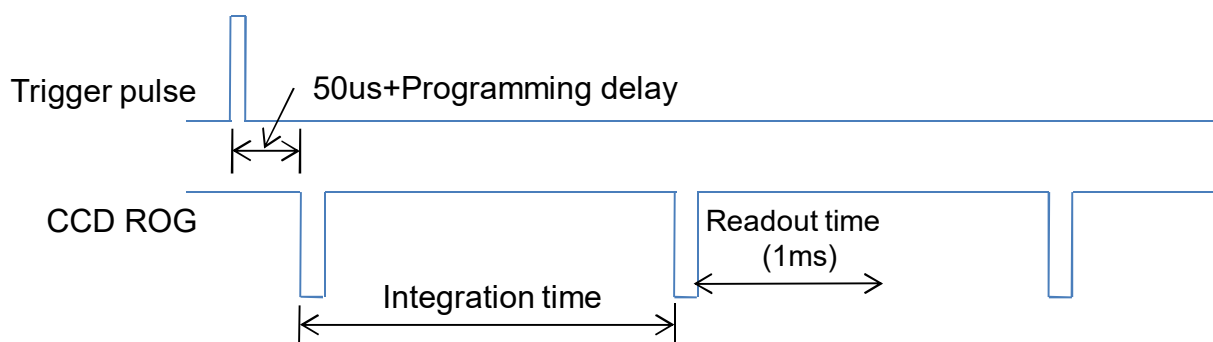 50us+Programming delay
Trigger pulse
CCD ROG
Readout time
(1ms)
Integration time